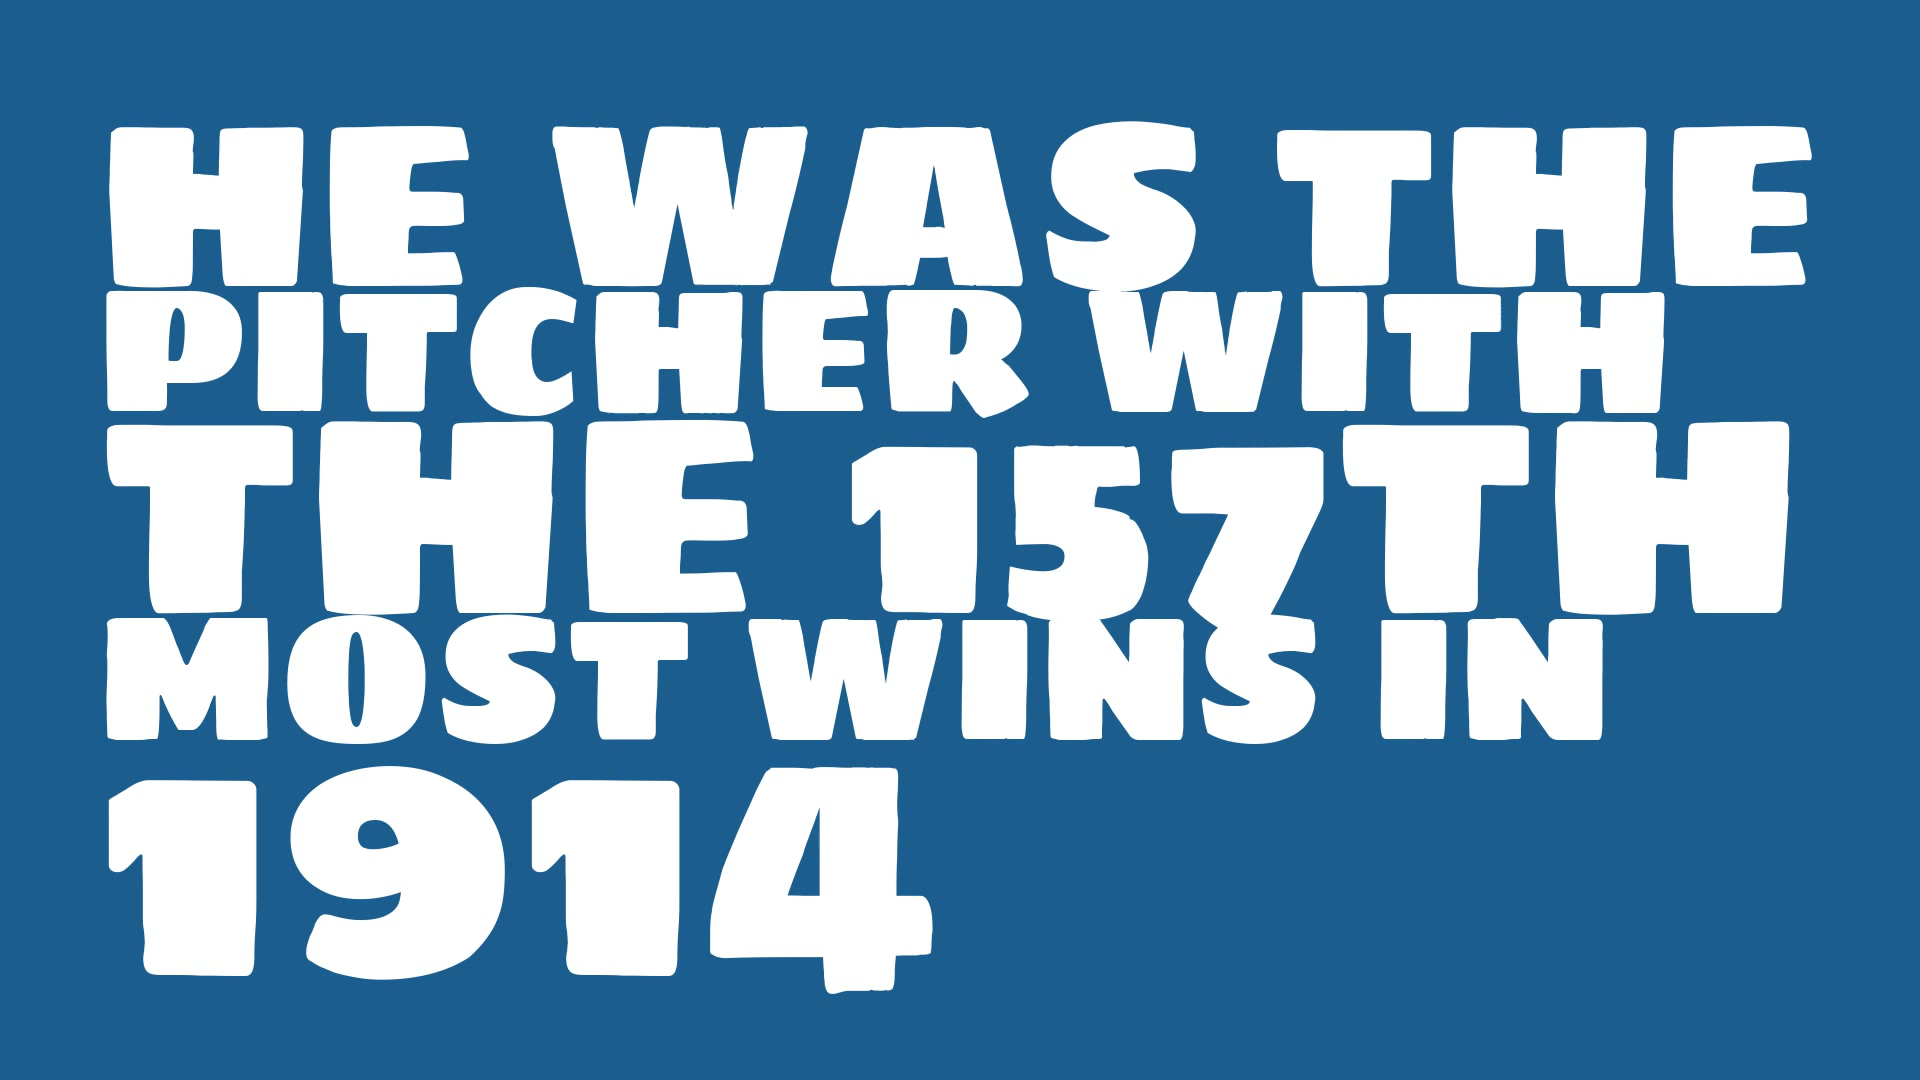 HE WAS THE
PITCHER WITH
THE 157TH
MOST WINS IN
1914